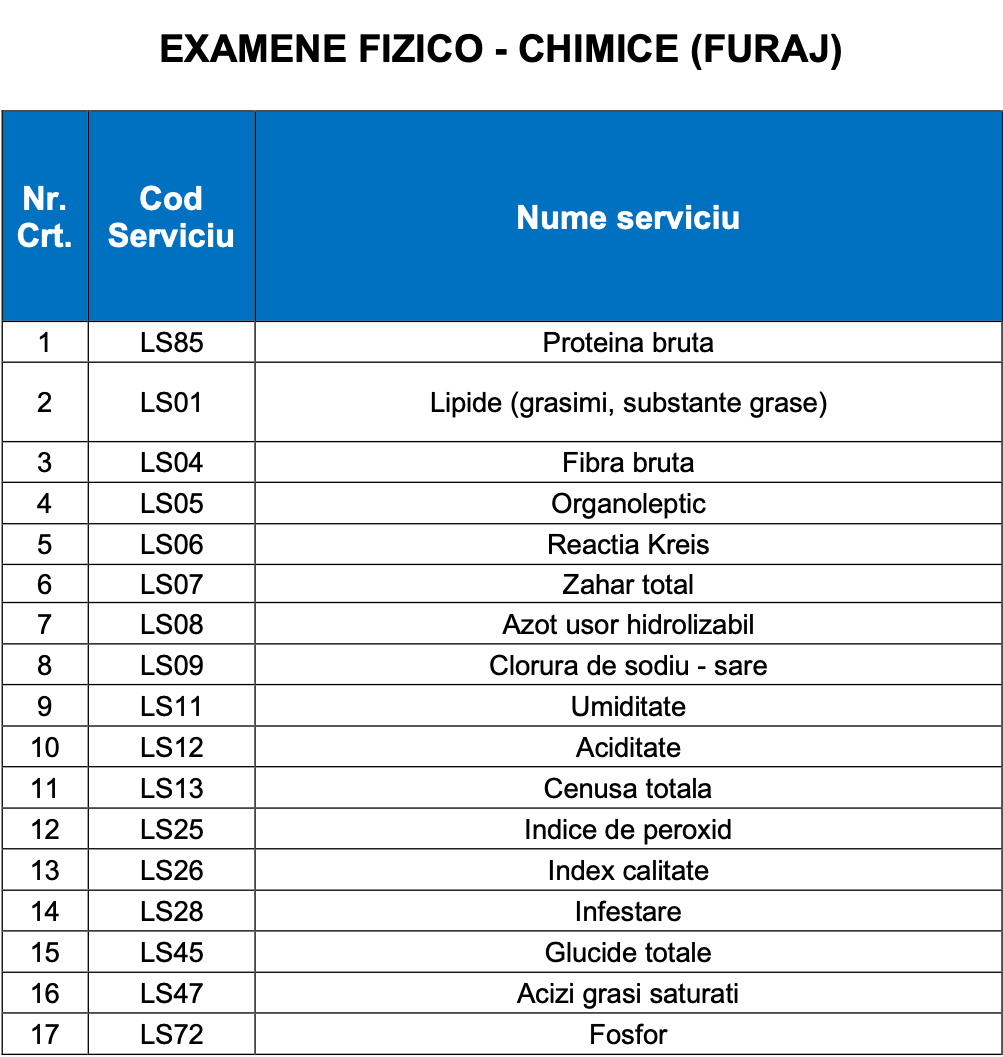 EXAMENE FIZICO - CHIMICE (FURAJ)
Nr. Crt. Cod Serviciu Nume serviciu
1 LS85 Proteina bruta
2 LS01 Lipide (grasimi, substante grase)
3 LS04 Fibra bruta
4 LS05 Organoleptic
5 LS06 Reactia Kreis
6 LS07 Zahar total
7 LS08 Azot usor hidrolizabil
8 LS09 Clorura de sodiu - sare
9 LS11 Umiditate
10 LS12 Aciditate
11 LS13 Cenusa totala
12 LS25 Indice de peroxid
13 LS26 Index calitate
14 LS28 Infestare
15 LS45 Glucide totale
16 LS47 Acizi grasi saturati
17 LS72 Fosfor